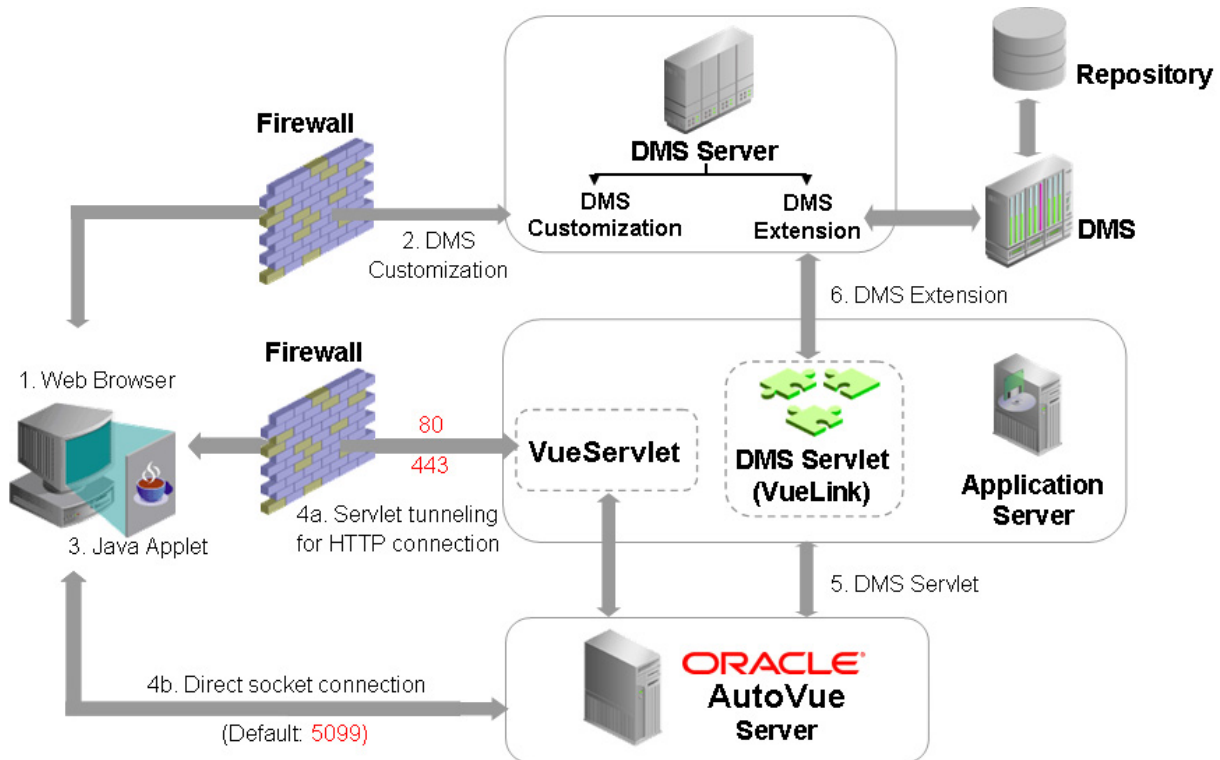 Firewall
DMS Server
DMS
Customization
DMS
Extension
Repository
DMS
2. DMS
Customization
6. DMS Extension
Firewall
1. Web Browser
3. Java Applet
80
443
4a. Servlet tunneling
for HTTP connection
VueServlet
DMS Servlet
(VueLink)
Application
Server
5. DMS Servlet
4b. Direct socket connection
(Default: 5099)
ORACLE®
AutoVue
Server